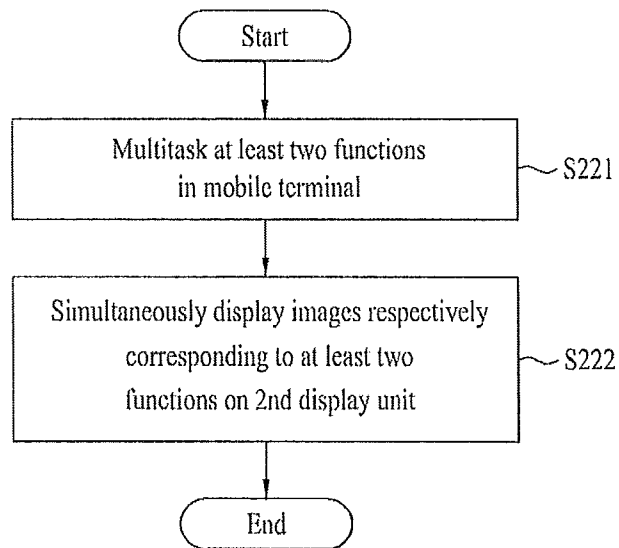 Start
Multitask at least two functions
in mobile terminal
S221
Simultaneously display images respectively
corresponding to at least two
functions on 2nd display unit
S222
End